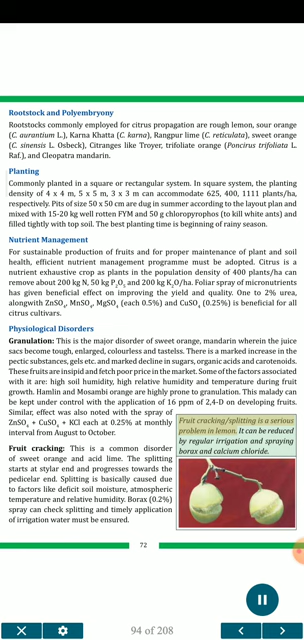 Rootstock and Polyembryony
Rootstocks commonly employed for citrus propagation are rough lemon, sour orange
(C. aurantium L.), Karna Khatta (C. karna), Rangpur lime (C. reticulata), sweet orange
(C. sinensis L. Osbeck), Citranges like Troyer, trifoliate orange (Poncirus trifoliata L.
Raf.), and Cleopatra mandarin.
Planting
Commonly planted in a square or rectangular system. In square system, the planting
density of 4 x 4 m, 5 x 5 m, 3 x 3 m can accommodate 625, 400, 1111 plants/ha,
respectively. Pits of size 50 x 50 cm are dug in summer according to the layout plan and
mixed with 15-20 kg well rotten FYM and 50 g chloropyrophos (to kill white ants) and
filled tightly with top soil. The best planting time is beginning of rainy season.
Nutrient Management
For sustainable production of fruits and for proper maintenance of plant and soil
health, efficient nutrient management programme must be adopted. Citrus is a
nutrient exhaustive crop as plants in the population density of 400 plants/ha can
remove about 200 kg N, 50 kg P₂O₅ and 200 kg K₂O/ha. Foliar spray of micronutrients
has given beneficial effect on improving the yield and quality. One to 2% urea,
alongwith ZnSO₄, MnSO₄, MgSO₄ (each 0.5%) and CuSO₄ (0.25%) is beneficial for all
citrus cultivars.
Physiological Disorders
Granulation: This is the major disorder of sweet orange, mandarin wherein the juice
sacs become tough, enlarged, colourless and tasteles. There is a marked increase in the
pectic substances, gels etc. and marked decline in sugars, organic acids and carotenoids.
These fruits are insipid and fetch poor price in the market. Some of the factors associated
with it are: high soil humidity, high relative humidity and temperature during fruit
growth. Hamlin and Mosambi orange are highly prone to granulation. This malady can
be kept under control with the application of 16 ppm of 2,4-D on developing fruits.
Similar, effect was also noted with the spray of
ZnSO₄ + CuSO₄ + KCl each at 0.25% at monthly
interval from August to October.
Fruit cracking/splitting is a serious
problem in lemon. It can be reduced
by regular irrigation and spraying
borax and calcium chloride.
Fruit cracking: This is a common disorder
of sweet orange and acid lime. The splitting
starts at stylar end and progresses towards the
pedicelar end. Splitting is basically caused due
to factors like deficit soil moisture, atmospheric
temperature and relative humidity. Borax (0.2%)
spray can check splitting and timely application
of irrigation water must be ensured.
72
94 of 208